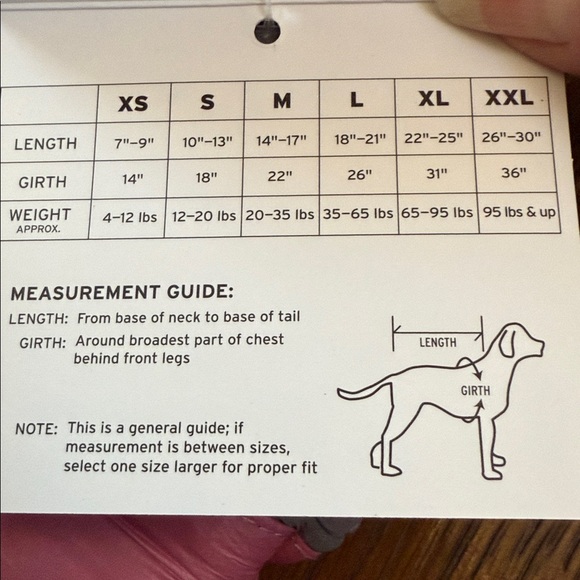 XS S M L XL XXL
LENGTH 7"–9" 10"–13" 14"–17" 18"–21" 22"–25" 26"–30"
GIRTH 14" 18" 22" 26" 31" 36"
WEIGHT 4–12 lbs 12–20 lbs 20–35 lbs 35–65 lbs 65–95 lbs 95 lbs & up
APPROX.
MEASUREMENT GUIDE:
LENGTH: From base of neck to base of tail
GIRTH: Around broadest part of chest
behind front legs
NOTE: This is a general guide; if
measurement is between sizes,
select one size larger for proper fit
LENGTH
GIRTH